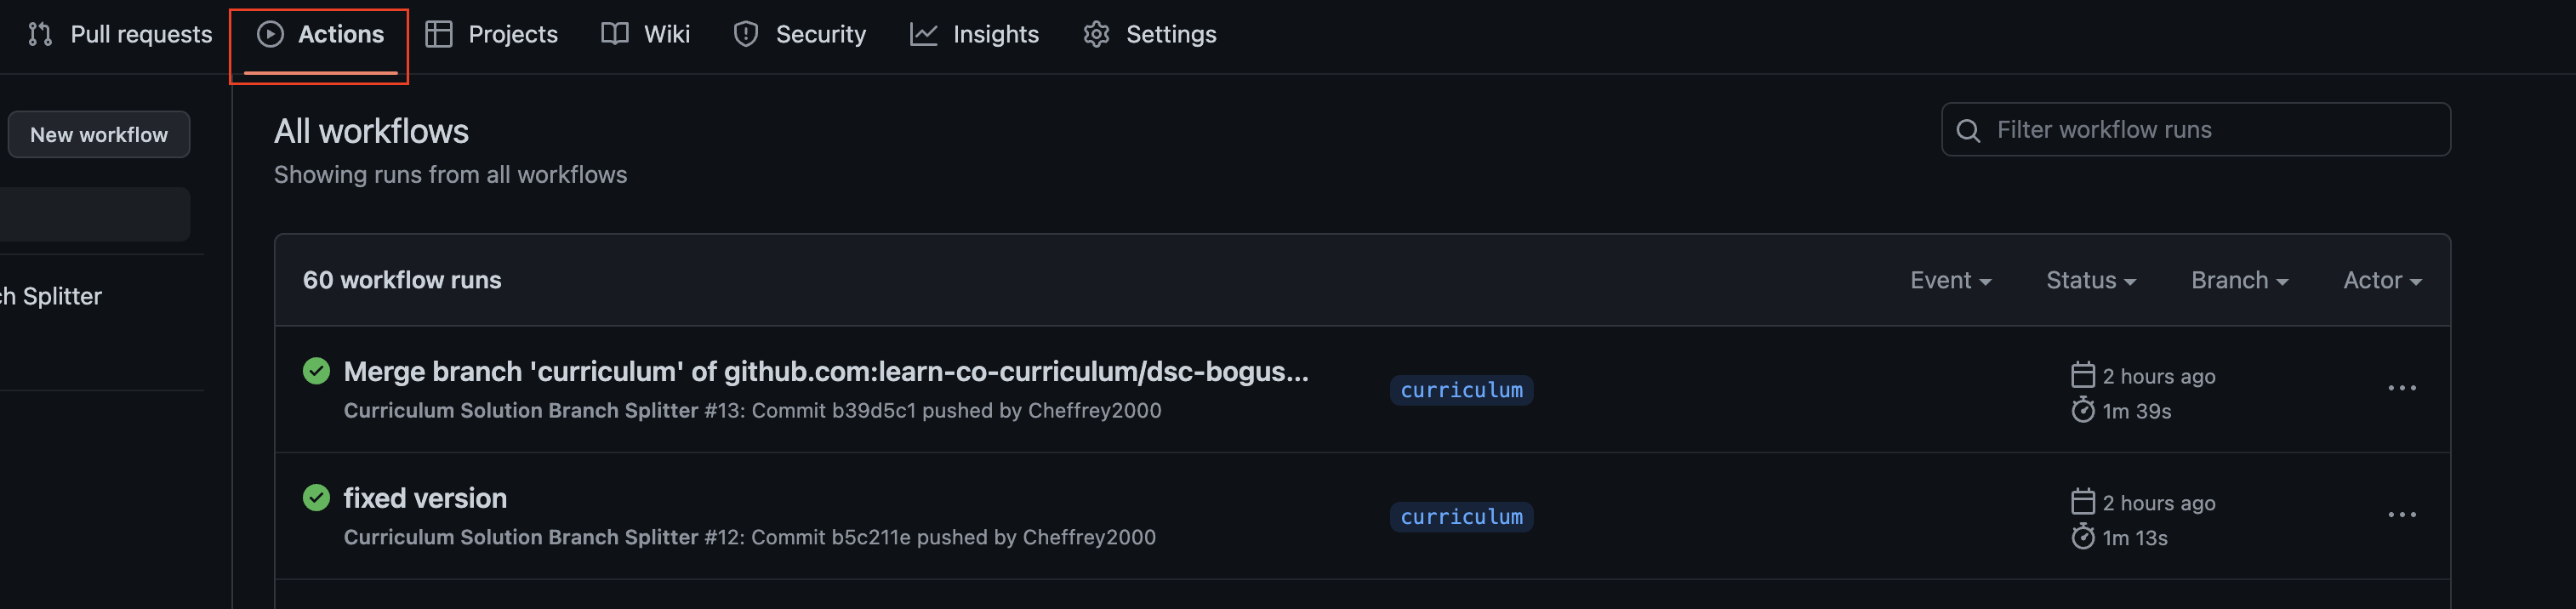 Pull requests Actions Projects Wiki Security Insights Settings
New workflow
All workflows
Filter workflow runs
Showing runs from all workflows
h Splitter
60 workflow runs
Event Status Branch Actor
Merge branch 'curriculum' of github.com:learn-co-curriculum/dsc-bogus...
curriculum
2 hours ago
Curriculum Solution Branch Splitter #13: Commit b39d5c1 pushed by Cheffrey2000
1m 39s
fixed version
curriculum
2 hours ago
Curriculum Solution Branch Splitter #12: Commit b5c211e pushed by Cheffrey2000
1m 13s